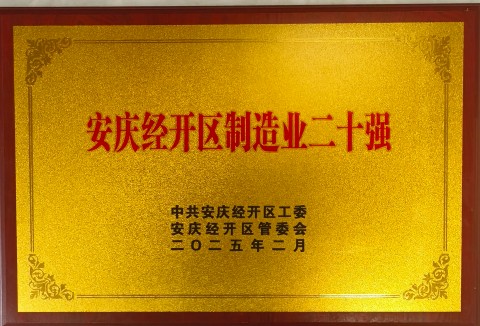 安庆经开区制造业二十强
中共安庆经开区工委
安庆经开区管委会
二〇二五年二月